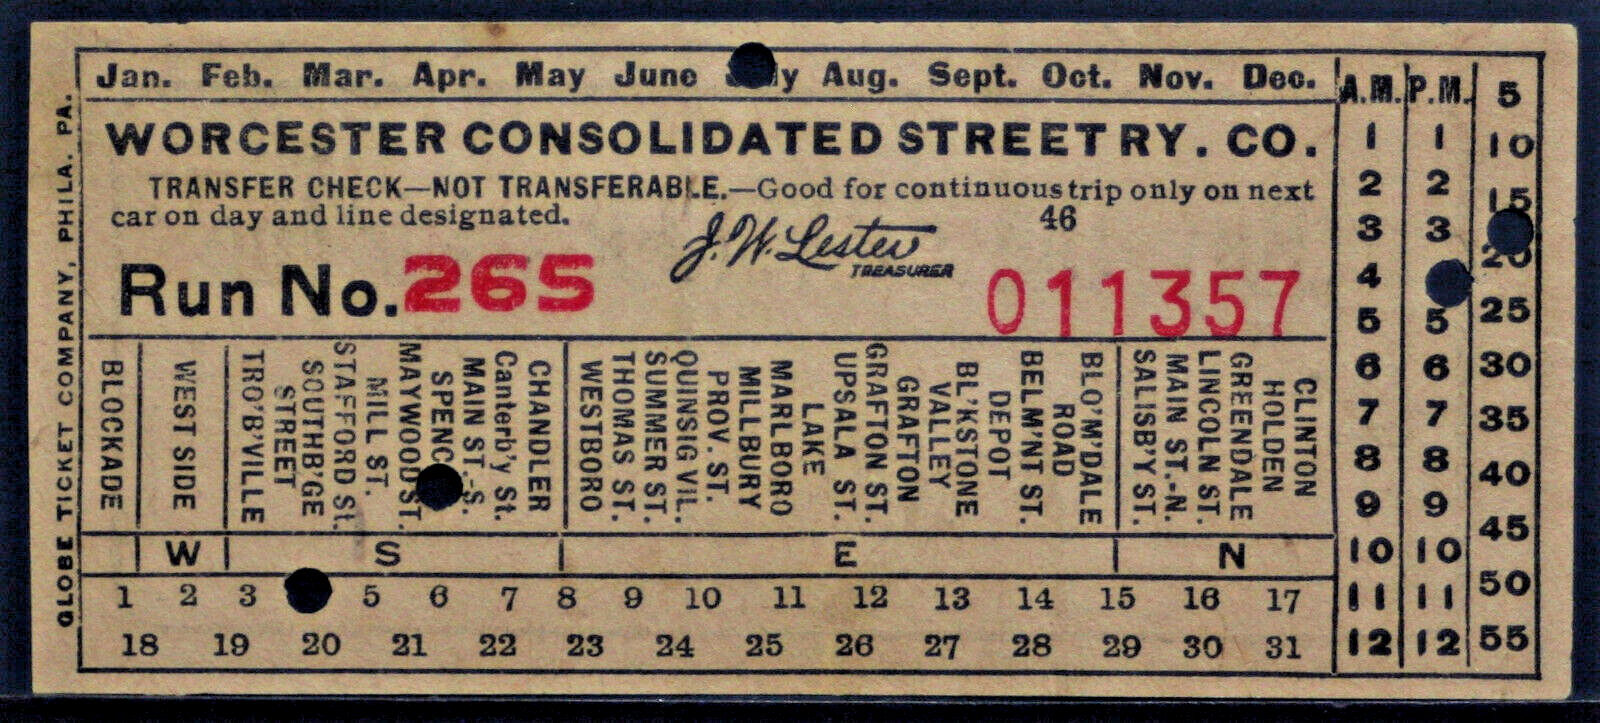 GLOBE TICKET COMPANY, PHILA. PA.
Jan. Feb. Mar. Apr. May June Aug. Sept. Oct. Nov. Dec.
WORCESTER CONSOLIDATED STREET RY. CO.
TRANSFER CHECK—NOT TRANSFERABLE.—Good for continuous trip only on next
car on day and line designated.
46
J. W. Lester
TREASURER
Run No. 265
011357
BLOCKADE
WEST SIDE
TRO'B'VILLE
SOUTHB'GE
STREET
STAFFORD St.
MILL ST.
MAYWOOD ST.
MAIN ST.-S.
Canterb'y St.
CHANDLER
WESTBORO
THOMAS ST.
SUMMER ST.
QUINSIG VIL.
PROV. ST.
MILLBURY
MARLBORO
LAKE
UPSALA ST.
GRAFTON ST.
GRAFTON
VALLEY
BL'KSTONE
DEPOT
BELM'NT ST.
ROAD
BLO'M'DALE
SALISB'Y ST.
MAIN ST.-N.
LINCOLN ST.
GREENDALE
HOLDEN
CLINTON
W S E N
1 2 3 5 6 7 8 9 10 11 12 13 14 15 16 17
18 19 20 21 22 23 24 25 26 27 28 29 30 31
A.M. P.M.
1 1
2 2
3 3
4
5 5
6 6
7 7
8 8
9 9
10 10
11 11
12 12
5
10
15
20
25
30
35
40
45
50
55